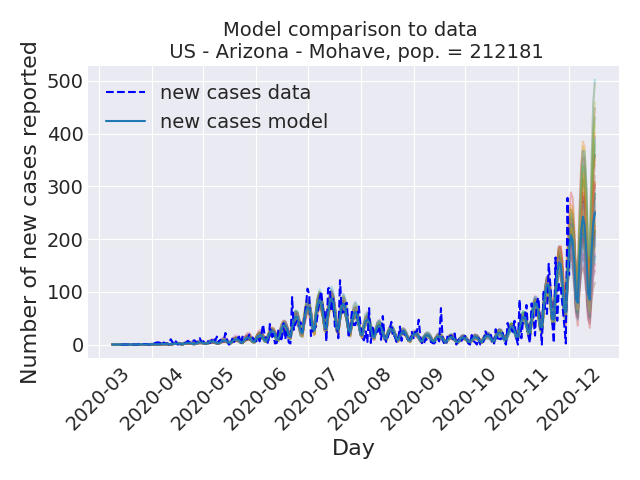 Model comparison to data
US - Arizona - Mohave, pop. = 212181
Number of new cases reported
500
400
300
200
100
0
new cases data
new cases model
2020-03
2020-04
2020-05
2020-06
2020-07
2020-08
2020-09
2020-10
2020-11
2020-12
Day